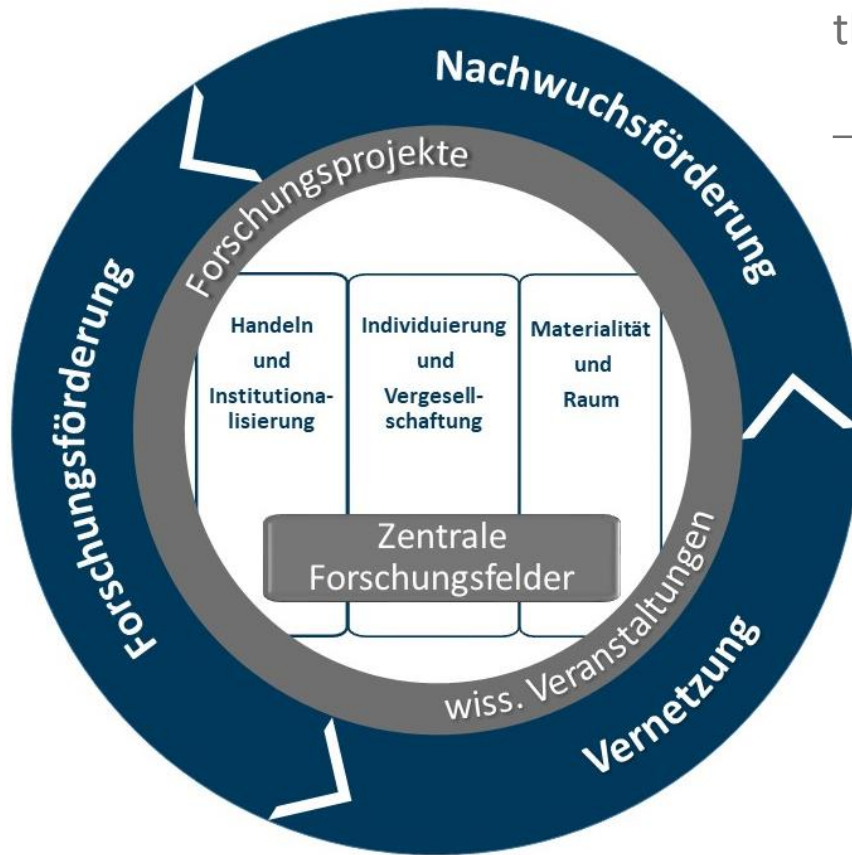 Nachwuchsförderung
Forschungsprojekte
Forschungsförderung
Handeln
und
Institutiona-
lisierung
Individuierung
und
Vergesell-
schaftung
Materialität
und
Raum
Zentrale
Forschungsfelder
wiss. Veranstaltungen
Vernetzung